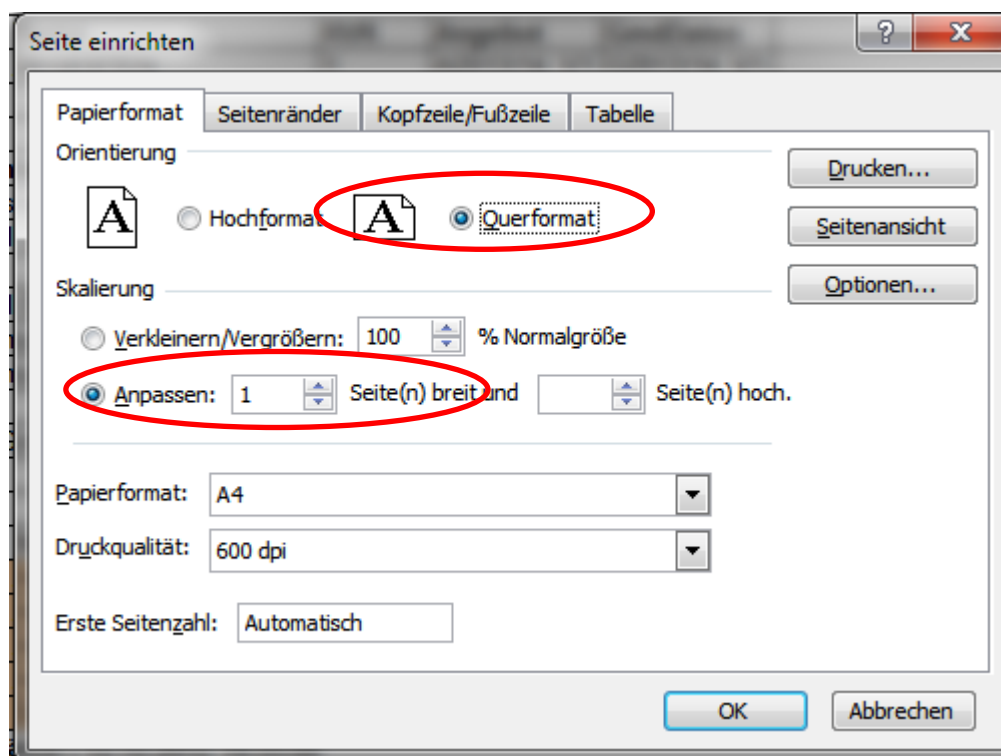 Seite einrichten
Papierformat Seitenränder Kopfzeile/Fußzeile Tabelle
Orientierung
Drucken...
A Hochformat A Querformat
Seitenansicht
Skalierung
Optionen...
Verkleinern/Vergrößern: 100 % Normalgröße
Anpassen: 1 Seite(n) breit und Seite(n) hoch.
Papierformat: A4
Druckqualität: 600 dpi
Erste Seitenzahl: Automatisch
OK Abbrechen